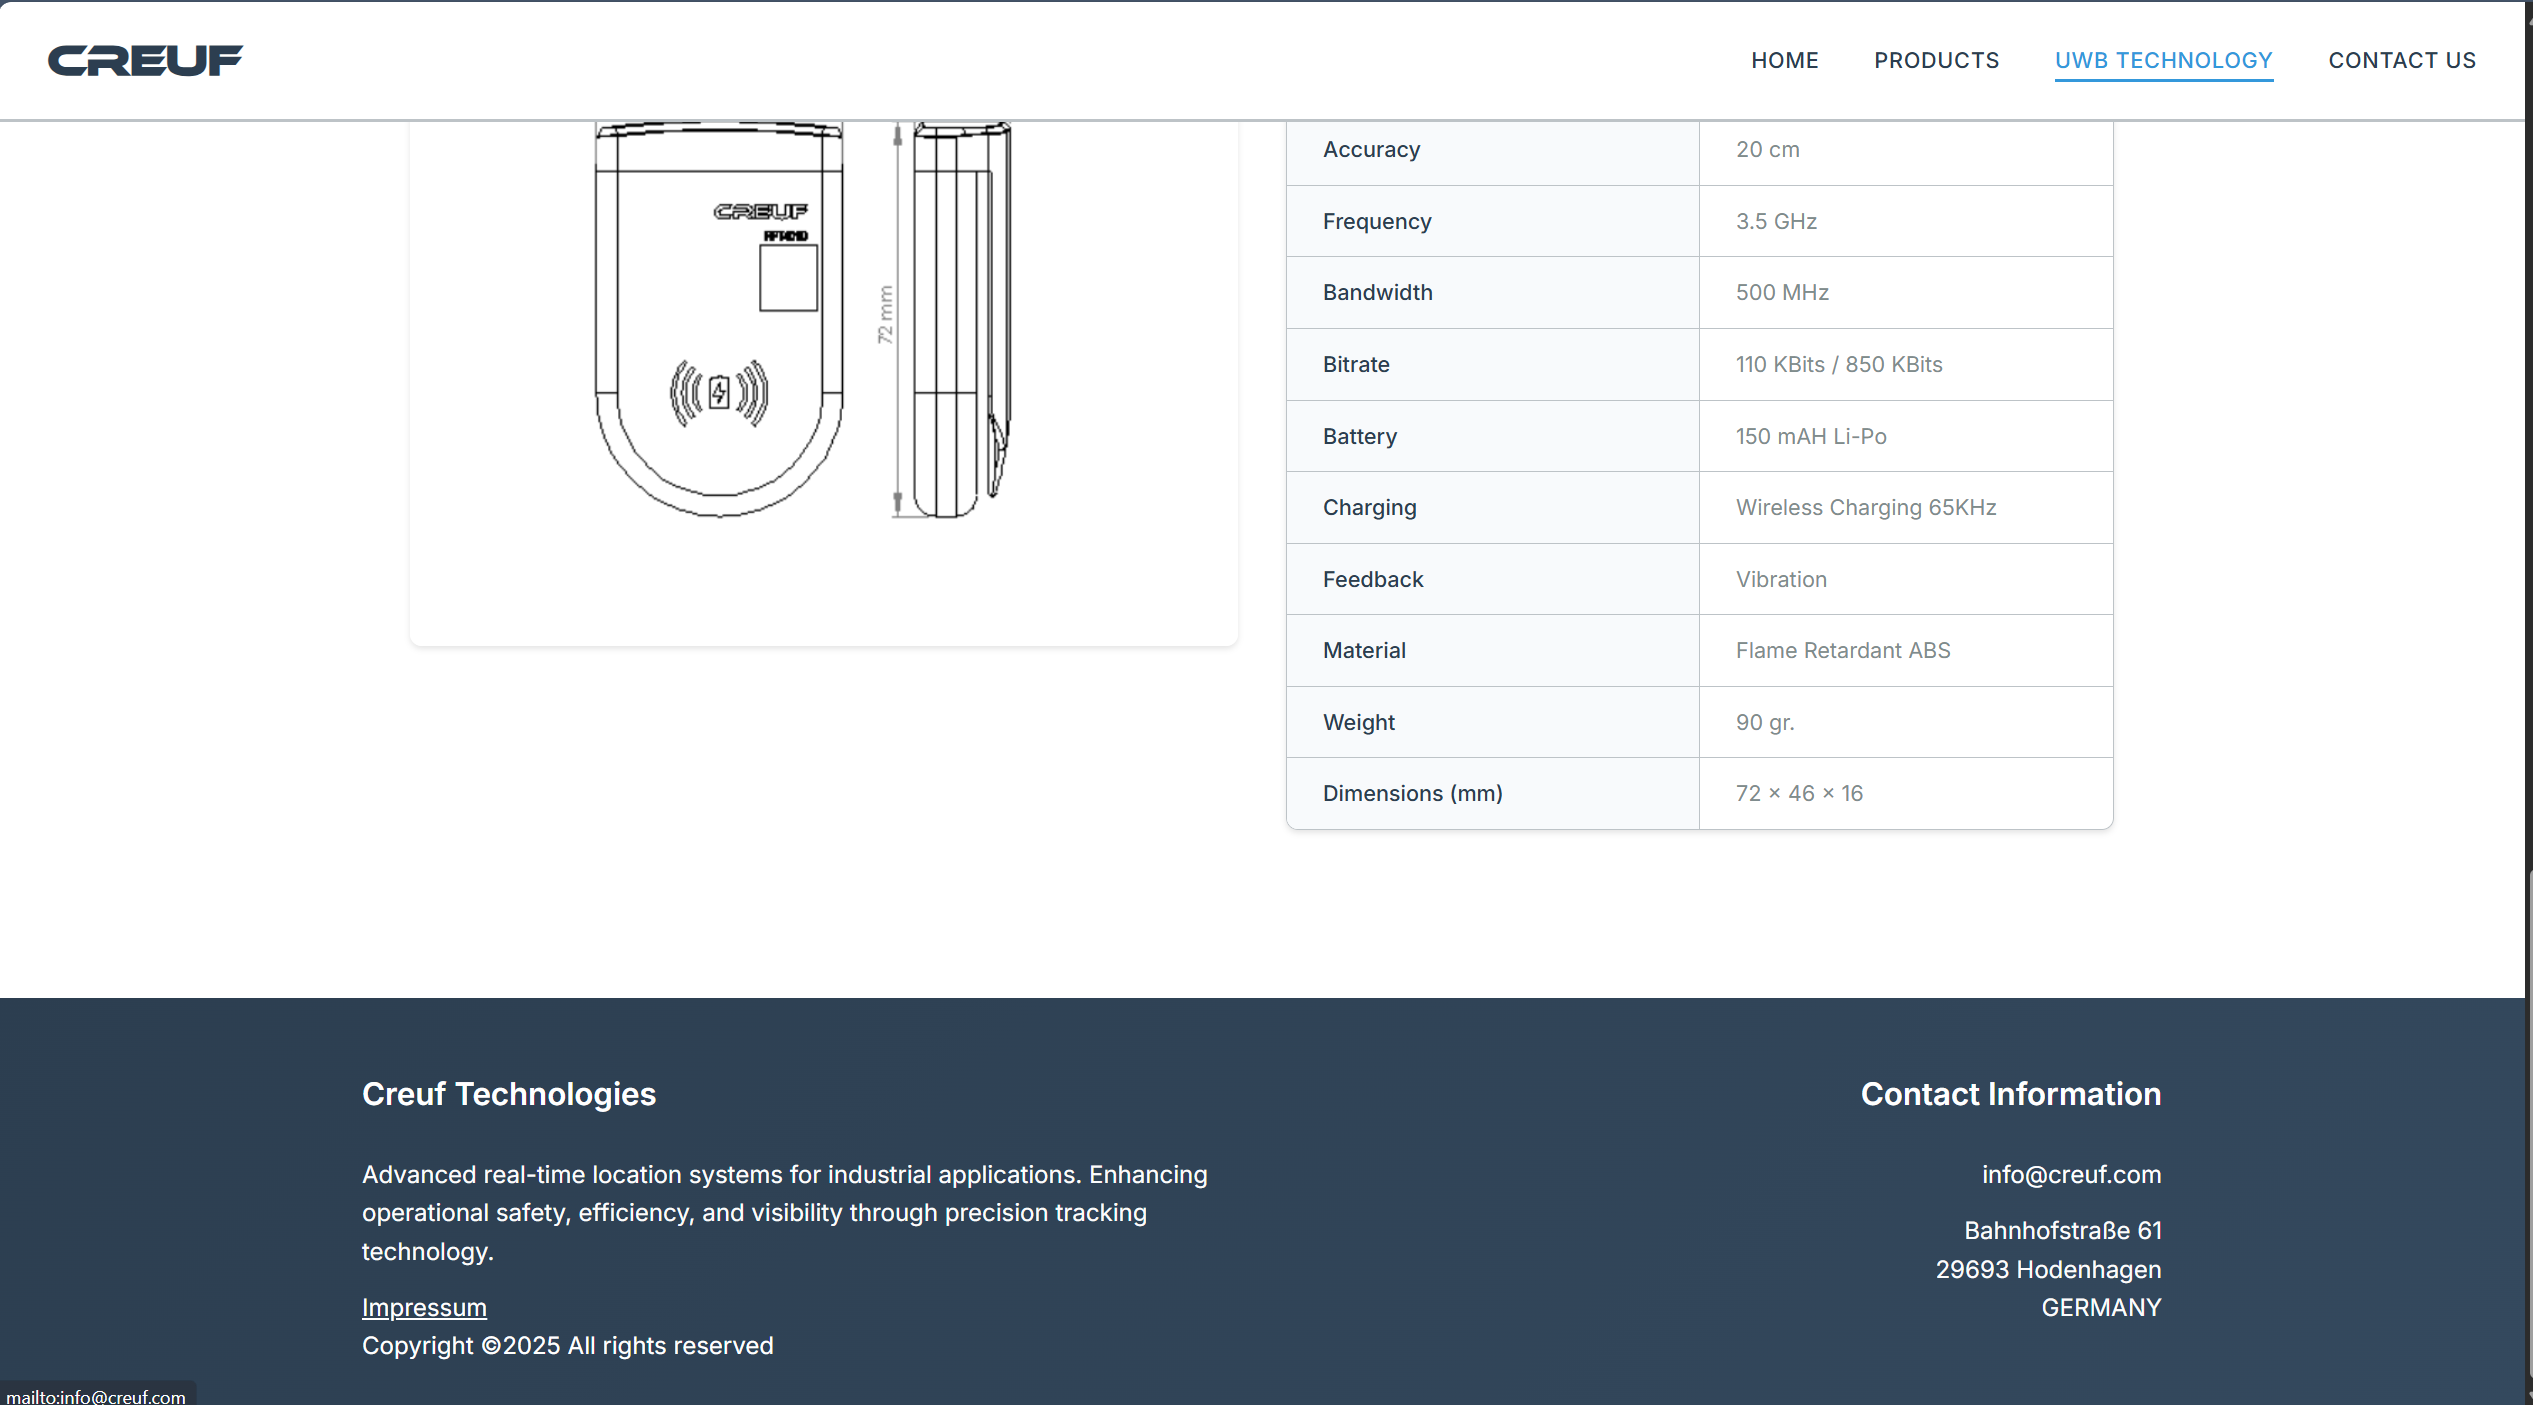 CREUF
HOME
PRODUCTS
UWB TECHNOLOGY
CONTACT US
CREUF
72 mm
Accuracy 20 cm
Frequency 3.5 GHz
Bandwidth 500 MHz
Bitrate 110 KBits / 850 KBits
Battery 150 mAH Li-Po
Charging Wireless Charging 65KHz
Feedback Vibration
Material Flame Retardant ABS
Weight 90 gr.
Dimensions (mm) 72 × 46 × 16
Creuf Technologies
Advanced real-time location systems for industrial applications. Enhancing
operational safety, efficiency, and visibility through precision tracking
technology.
Impressum
Copyright ©2025 All rights reserved
Contact Information
info@creuf.com
Bahnhofstraße 61
29693 Hodenhagen
GERMANY
mailto:info@creuf.com